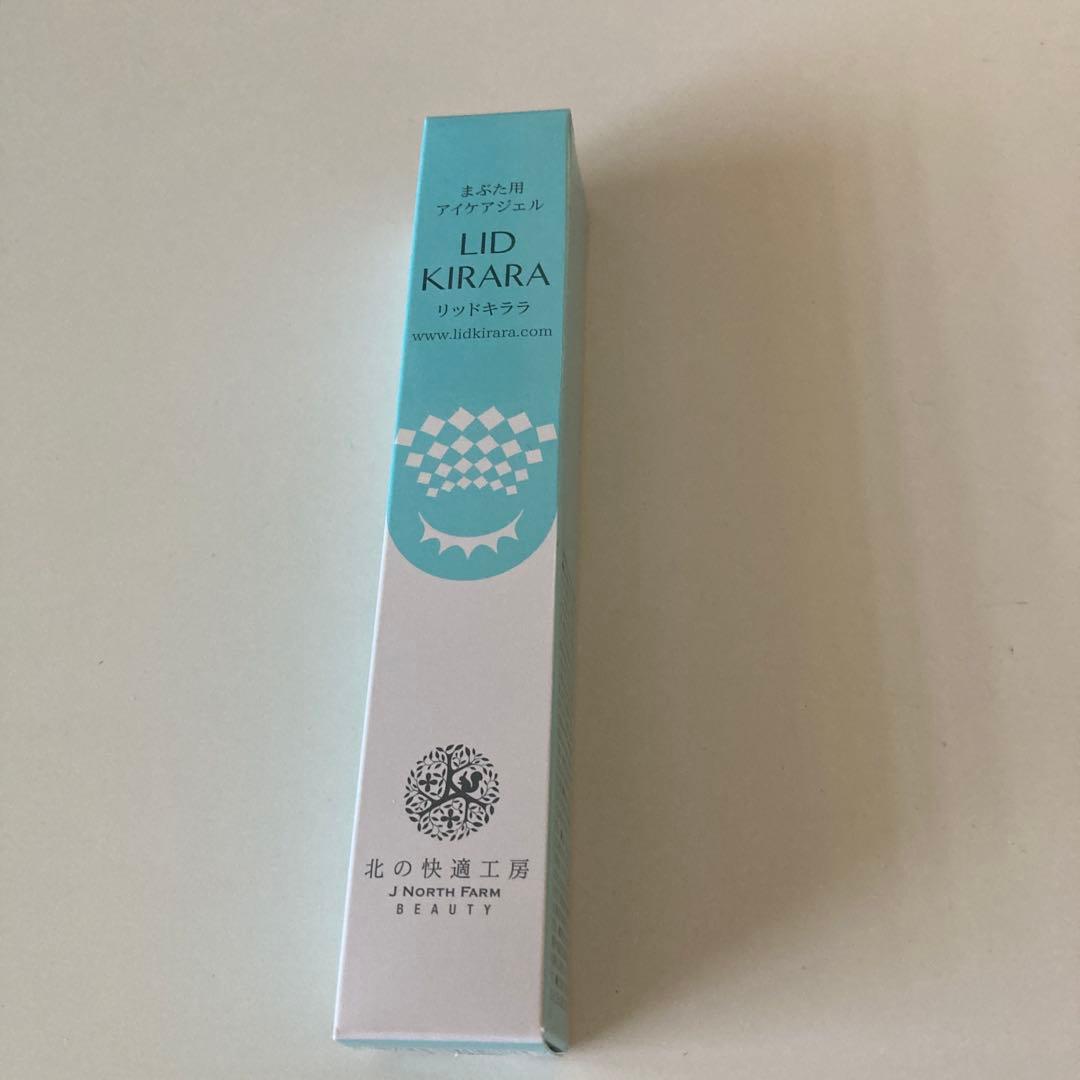 まぶた用
アイケアジェル
LID
KIRARA
リッドキララ
www.lidkirara.com
北の快適工房
J NORTH FARM
BEAUTY